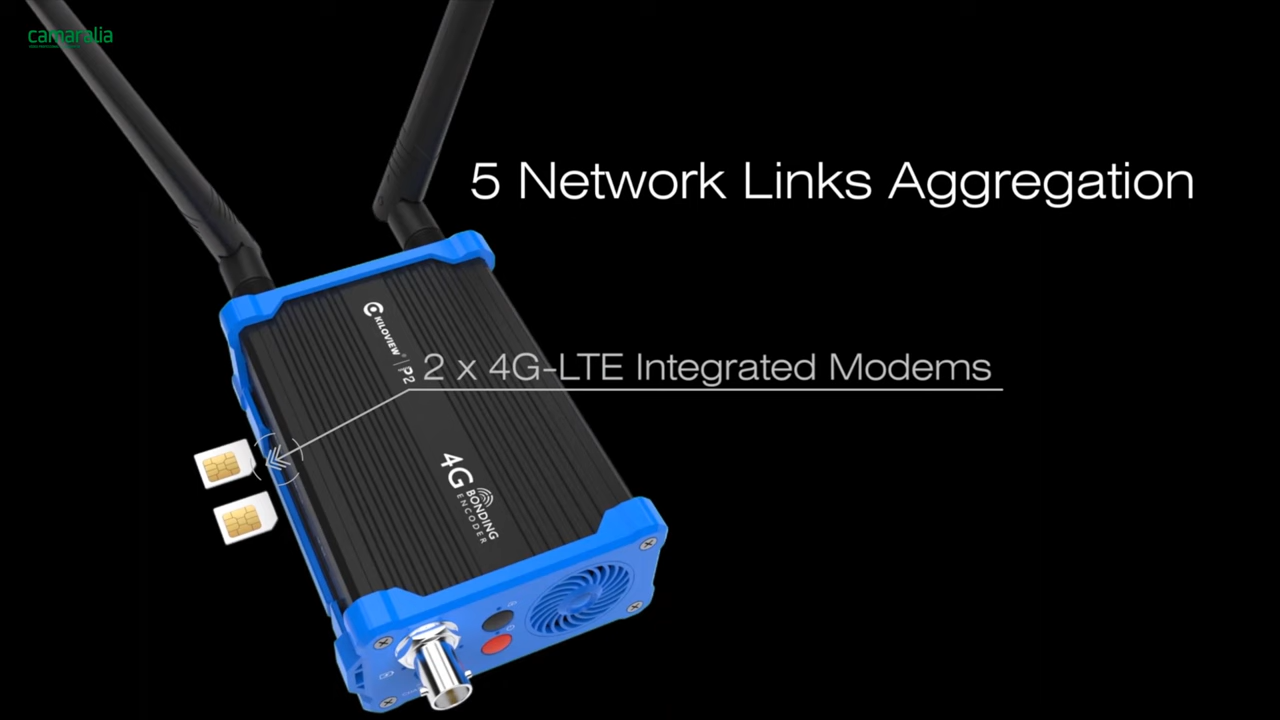 camaralia
5 Network Links Aggregation
KILOVIEW® | P2
2 x 4G-LTE Integrated Modems
4G
BONDING
ENCODER